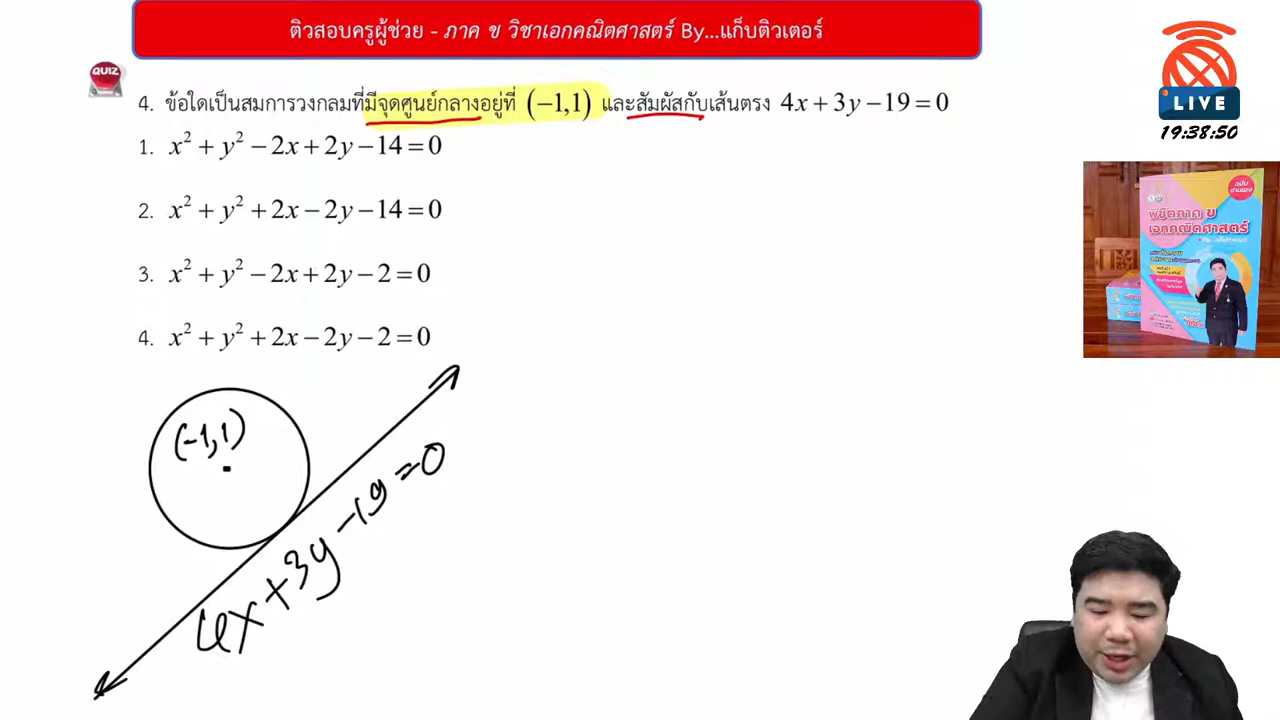 ติวสอบครูผู้ช่วย - ภาค ข วิชาเอกคณิตศาสตร์ By...แก็บติวเตอร์
QUIZ
4. ข้อใดเป็นสมการวงกลมที่มีจุดศูนย์กลางอยู่ที่ (−1,1) และสัมผัสกับเส้นตรง 4x + 3y − 19 = 0
1. x² + y² − 2x + 2y − 14 = 0
2. x² + y² + 2x − 2y − 14 = 0
3. x² + y² − 2x + 2y − 2 = 0
4. x² + y² + 2x − 2y − 2 = 0
(-1,1)
4x+3y-19=0
LIVE
19:38:50
พิชิตภาค ข
เอกคณิตศาสตร์